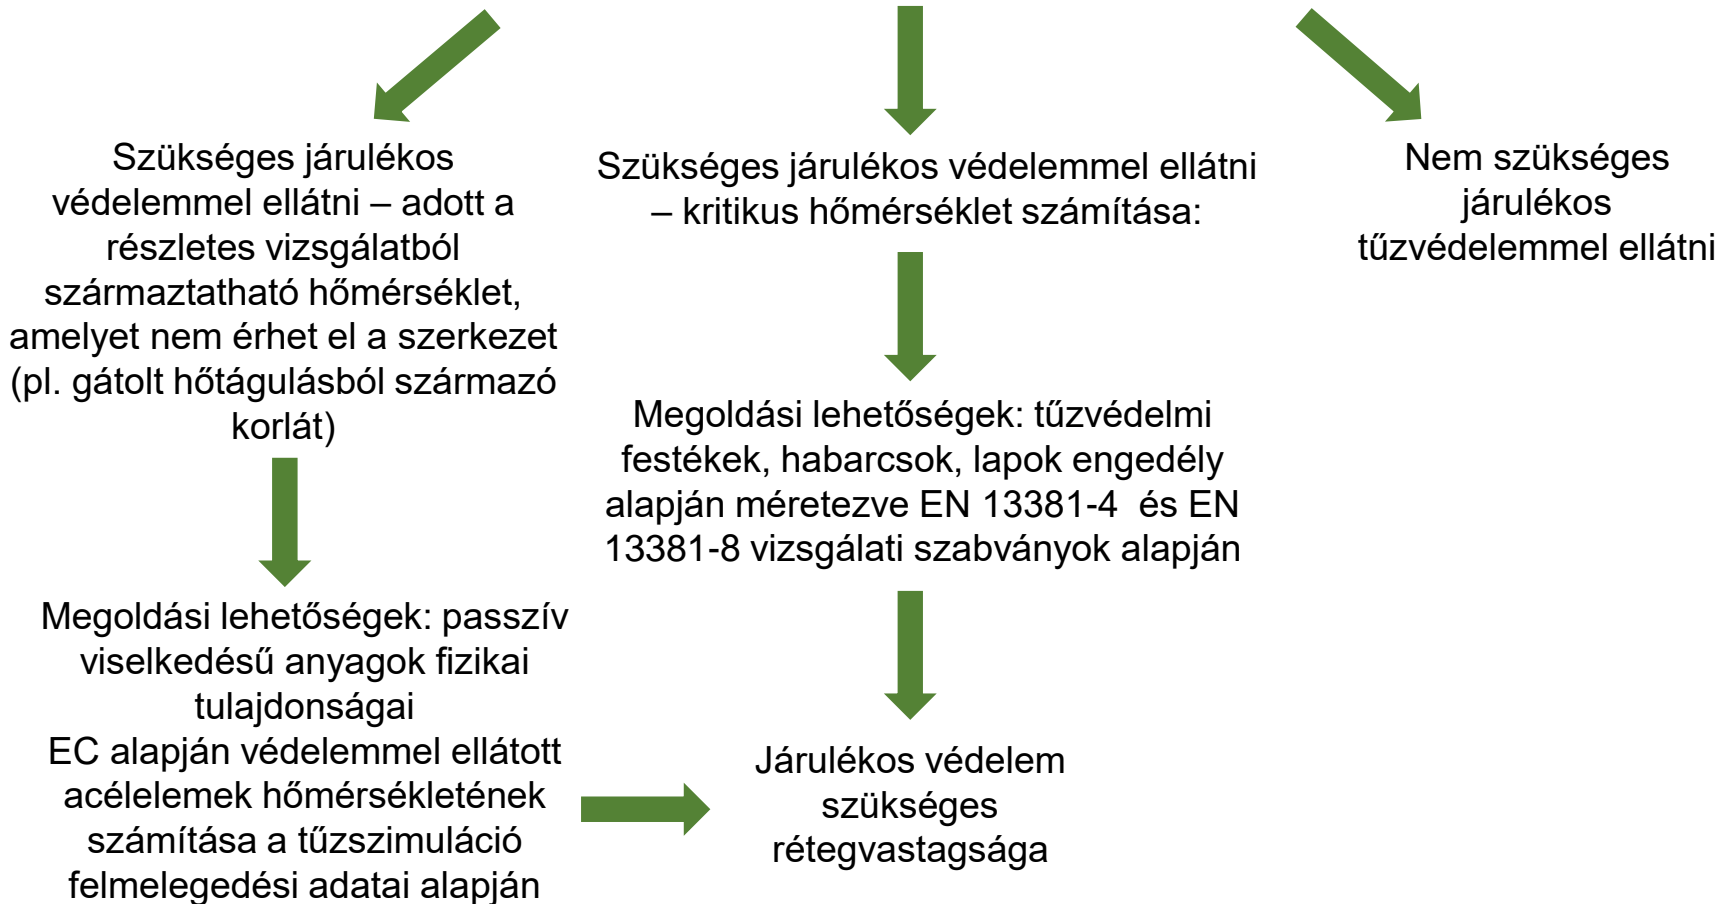 Szükséges járulékos
védelemmel ellátni – adott a
részletes vizsgálatból
származtatható hőmérséklet,
amelyet nem érhet el a szerkezet
(pl. gátolt hőtágulásból származó
korlát)
Megoldási lehetőségek: passzív
viselkedésű anyagok fizikai
tulajdonságai
EC alapján védelemmel ellátott
acélelemek hőmérsékletének
számítása a tűzszimuláció
felmelegedési adatai alapján
Szükséges járulékos védelemmel ellátni
– kritikus hőmérséklet számítása:
Megoldási lehetőségek: tűzvédelmi
festékek, habarcsok, lapok engedély
alapján méretezve EN 13381-4  és EN
13381-8 vizsgálati szabványok alapján
Járulékos védelem
szükséges
rétegvastagsága
Nem szükséges
járulékos
tűzvédelemmel ellátni